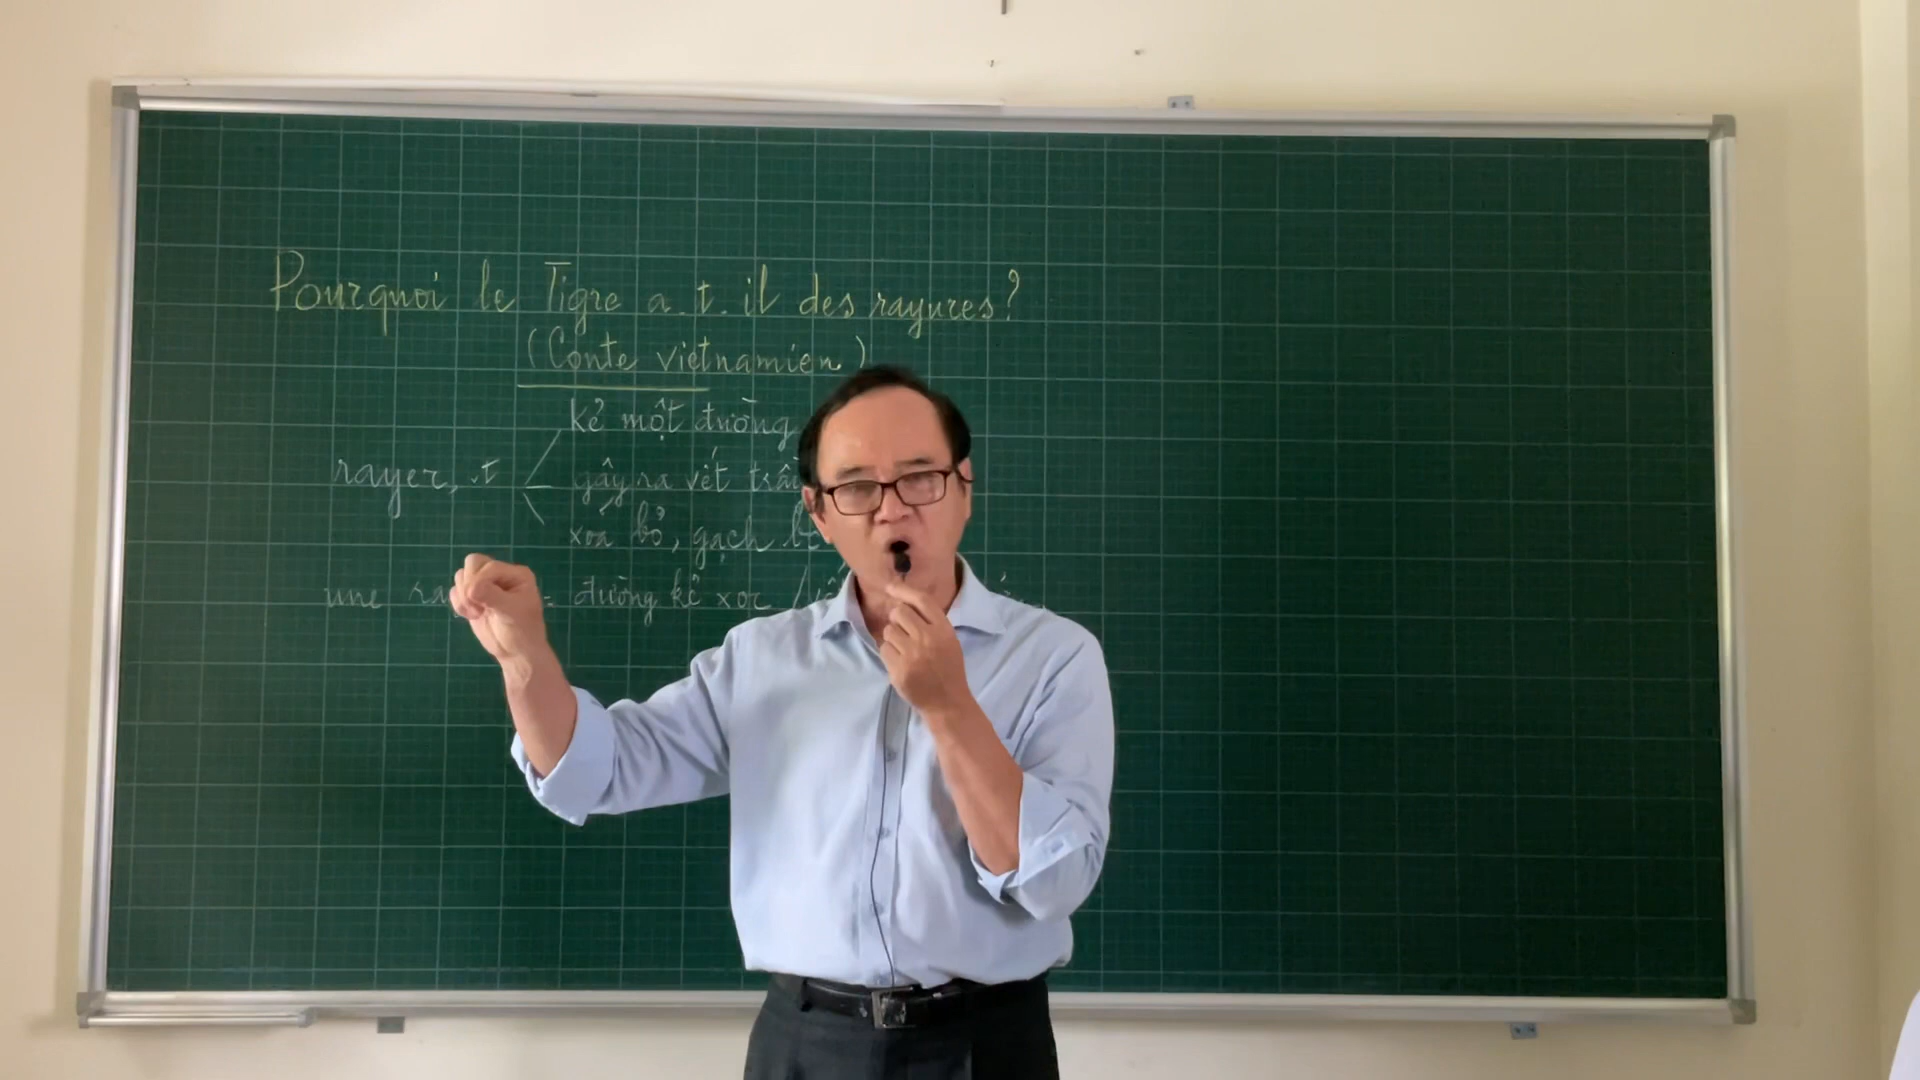 Pourquoi le Tigre a.t.il des rayures?
(Conte vietnamien)
kẻ một đường
rayer, vt gây ra vết
xoá bỏ, gạch
une = đường kẻ xọc /